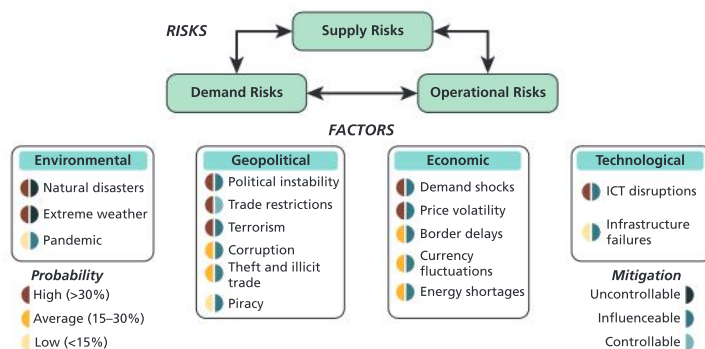 RISKS
Supply Risks
Demand Risks
Operational Risks
FACTORS
Environmental
Natural disasters
Extreme weather
Pandemic
Geopolitical
Political instability
Trade restrictions
Terrorism
Corruption
Theft and illicit
trade
Piracy
Economic
Demand shocks
Price volatility
Border delays
Currency
fluctuations
Energy shortages
Technological
ICT disruptions
Infrastructure
failures
Probability
High (>30%)
Average (15–30%)
Low (<15%)
Mitigation
Uncontrollable
Influenceable
Controllable